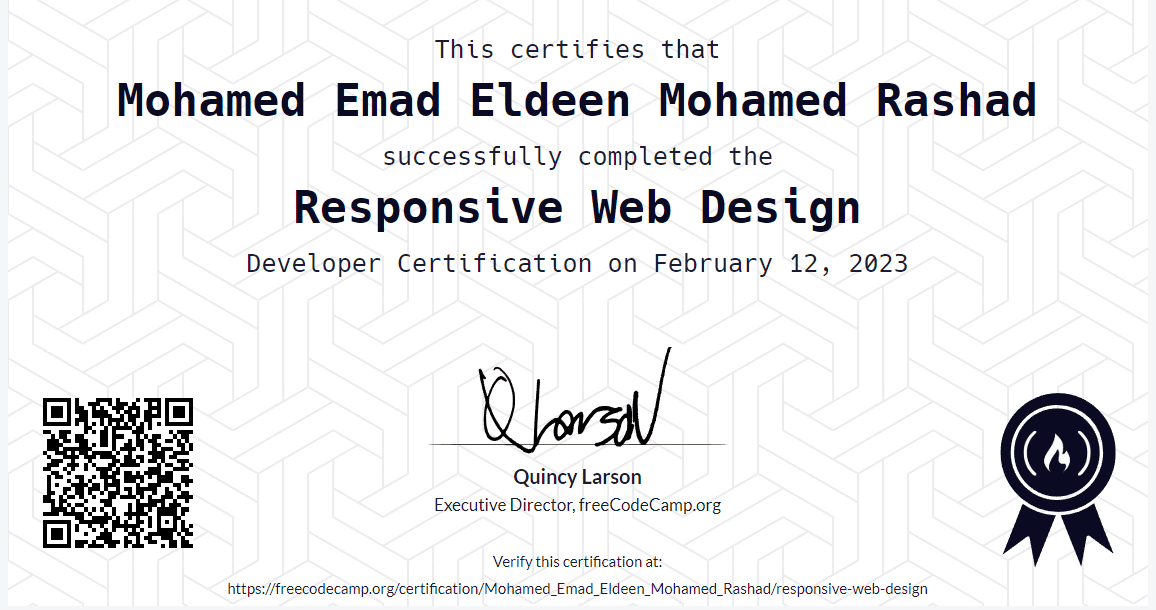 This certifies that
Mohamed Emad Eldeen Mohamed Rashad
successfully completed the
Responsive Web Design
Developer Certification on February 12, 2023
Q Larson
Quincy Larson
Executive Director, freeCodeCamp.org
Verify this certification at:
https://freecodecamp.org/certification/Mohamed_Emad_Eldeen_Mohamed_Rashad/responsive-web-design